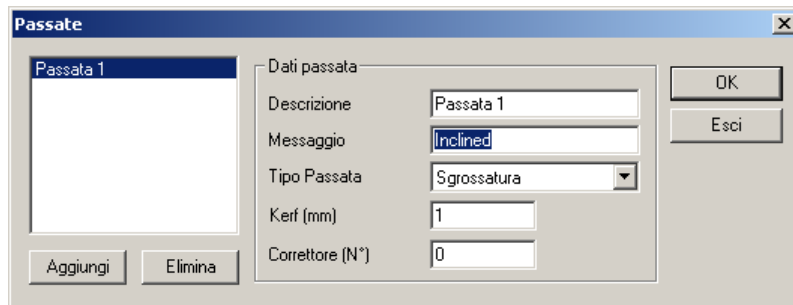 Passate
Passata 1
Dati passata
Descrizione Passata 1
Messaggio Inclined
Tipo Passata Sgrossatura
Kerf (mm) 1
Correttore (N°) 0
OK
Esci
Aggiungi Elimina